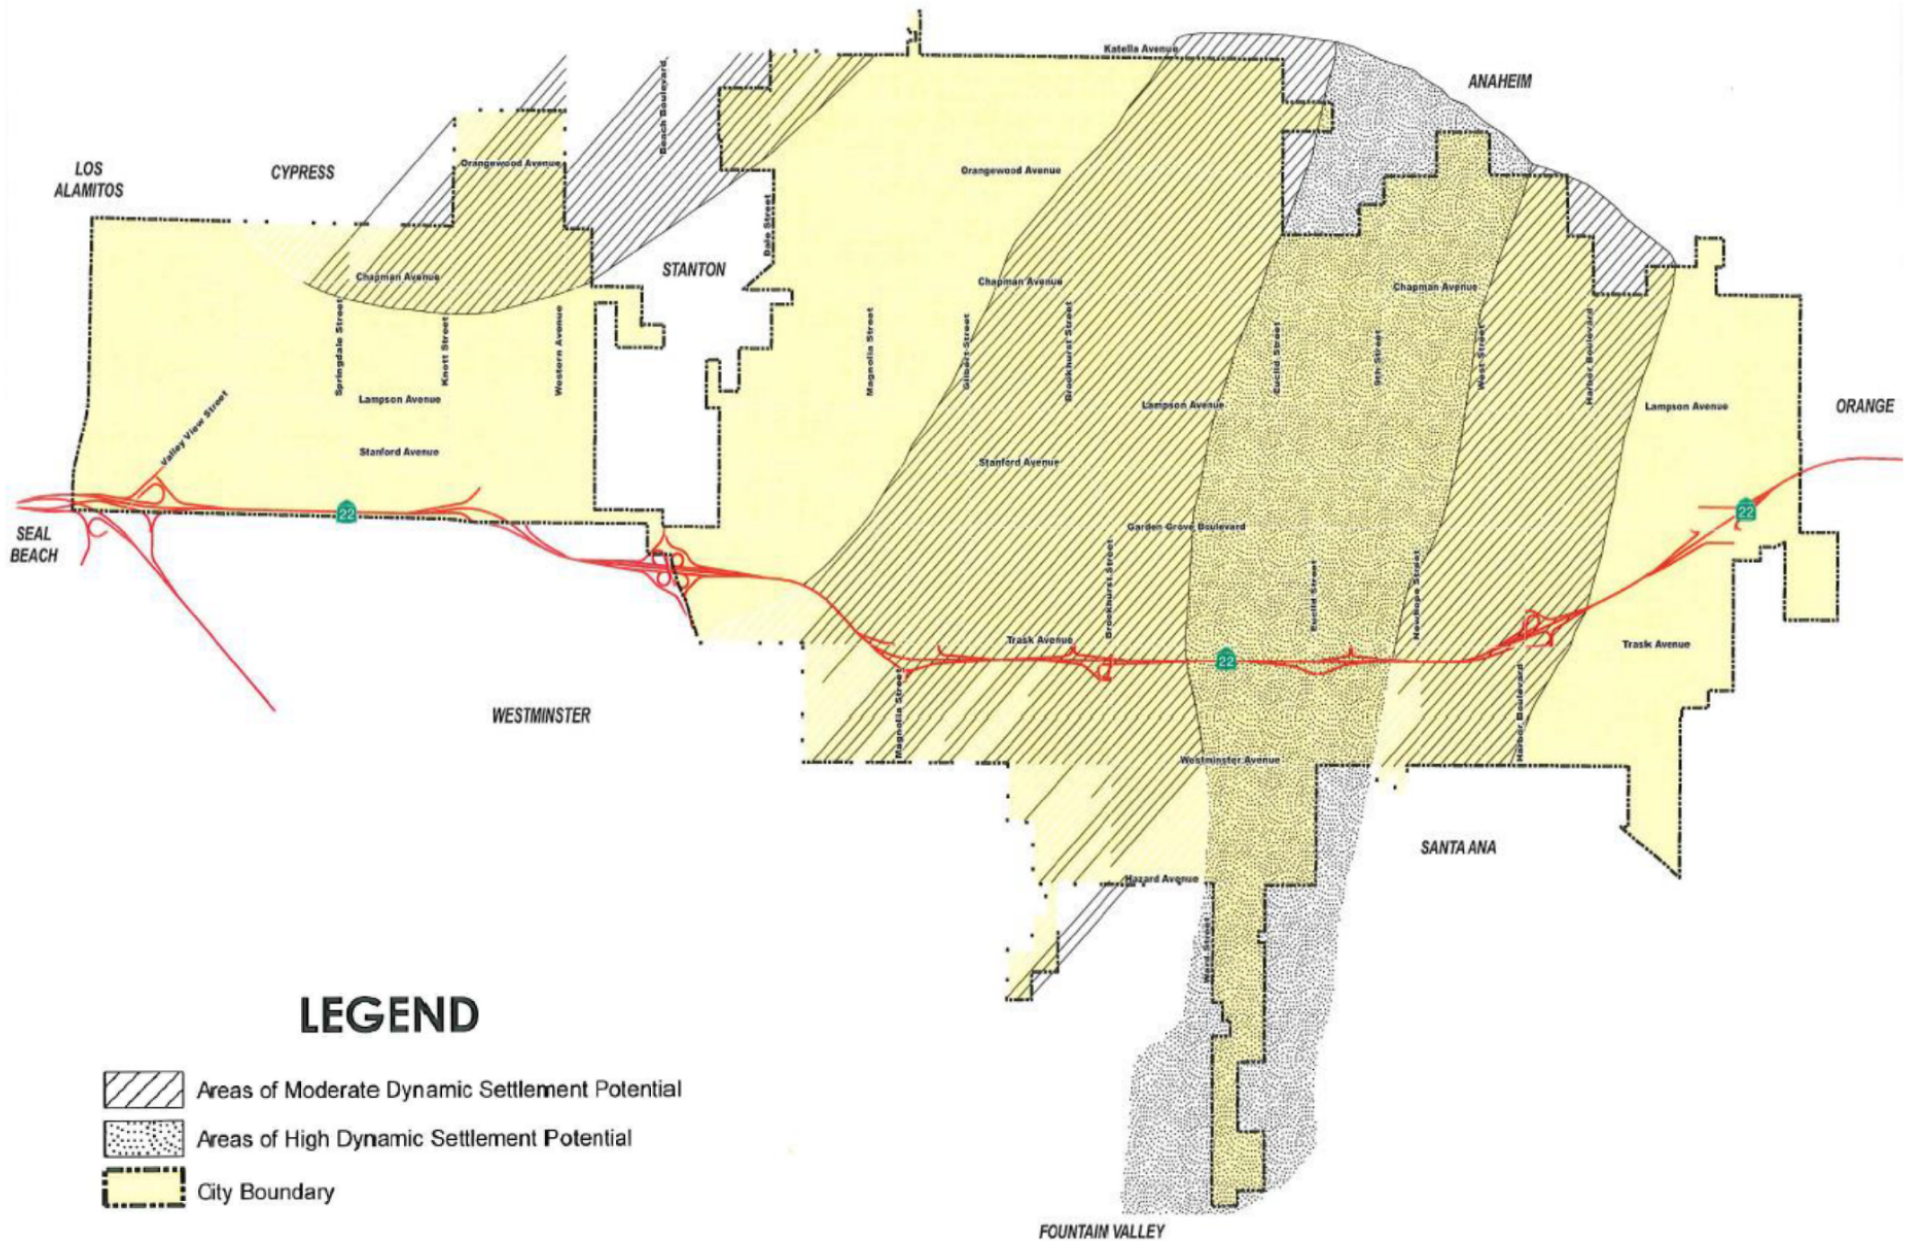 Katella Avenue
ANAHEIM
Beach Boulevard
LOS
ALAMITOS
CYPRESS
Orangewood Avenue
Orangewood Avenue
Dale Street
STANTON
Chapman Avenue
Chapman Avenue
Chapman Avenue
Springdale Street
Knott Street
Western Avenue
Magnolia Street
Gilbert Street
Brookhurst Street
Euclid Street
9th Street
West Street
Harbor Boulevard
Lampson Avenue
Lampson Avenue
Lampson Avenue
ORANGE
Valley View Street
Stanford Avenue
Stanford Avenue
22
22
SEAL
BEACH
Garden Grove Boulevard
Brookhurst Street
Euclid Street
Newhope Street
Trask Avenue
Trask Avenue
22
Magnolia Street
Harbor Boulevard
WESTMINSTER
Westminster Avenue
SANTA ANA
Hazard Avenue
Ward Street
LEGEND
Areas of Moderate Dynamic Settlement Potential
Areas of High Dynamic Settlement Potential
City Boundary
FOUNTAIN VALLEY